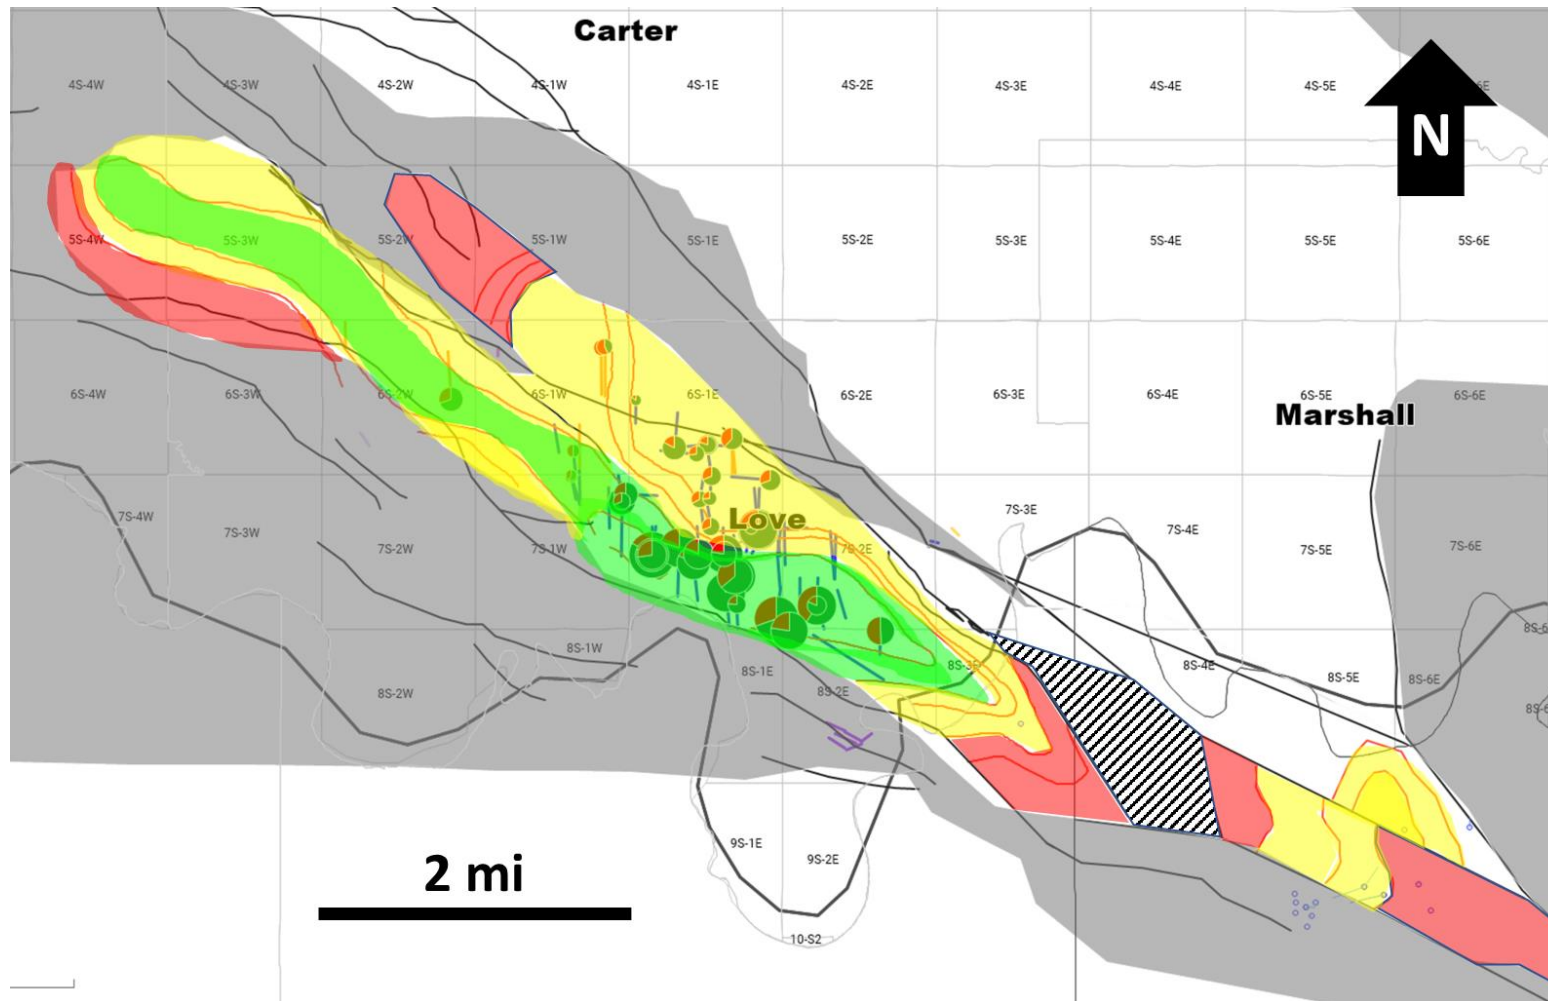 Carter
4S-4W 4S-3W 4S-2W 4S-1W 4S-1E 4S-2E 4S-3E 4S-4E 4S-5E
N
5S-4W 5S-3W 5S-2W 5S-1W 5S-1E 5S-2E 5S-3E 5S-4E 5S-5E 5S-6E
6S-4W 6S-3W 6S-2W 6S-1W 6S-1E 6S-2E 6S-3E 6S-4E 6S-5E 6S-6E
Marshall
7S-4W 7S-3W 7S-2W 7S-1W Love 7S-2E 7S-3E 7S-4E 7S-5E 7S-6E
8S-2W 8S-1W 8S-1E 8S-2E 8S-3E 8S-4E 8S-5E 8S-6E
9S-1E 9S-2E
2 mi
10-S2